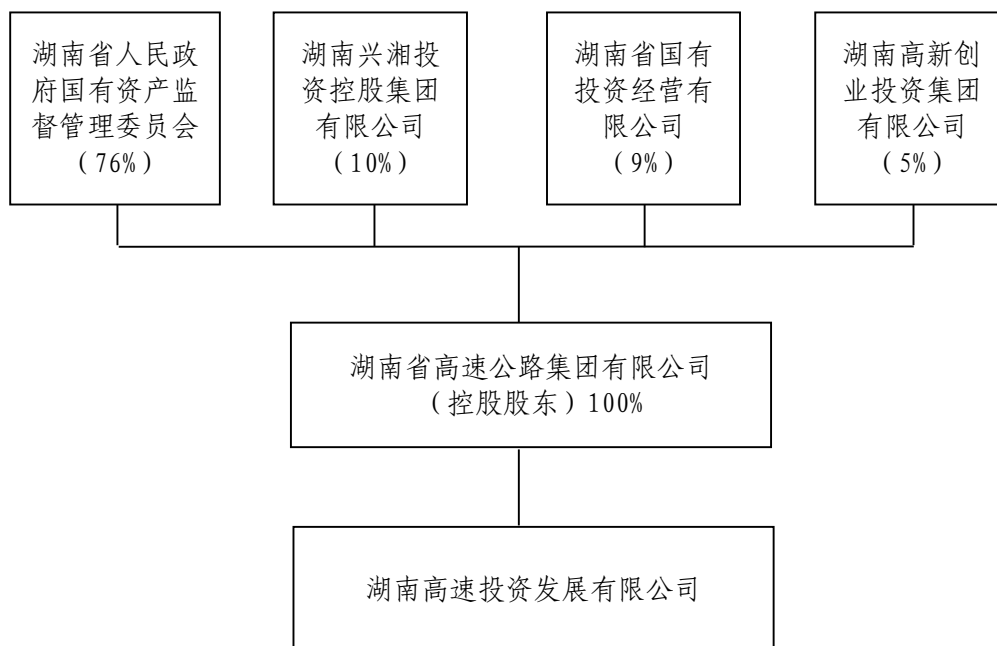 湖南省人民政
府国有资产监
督管理委员会
（76%）
湖南兴湘投
资控股集团
有限公司
（10%）
湖南省国有
投资经营有
限公司
（9%）
湖南高新创
业投资集团
有限公司
（5%）
湖南省高速公路集团有限公司
（控股股东）100%
湖南高速投资发展有限公司